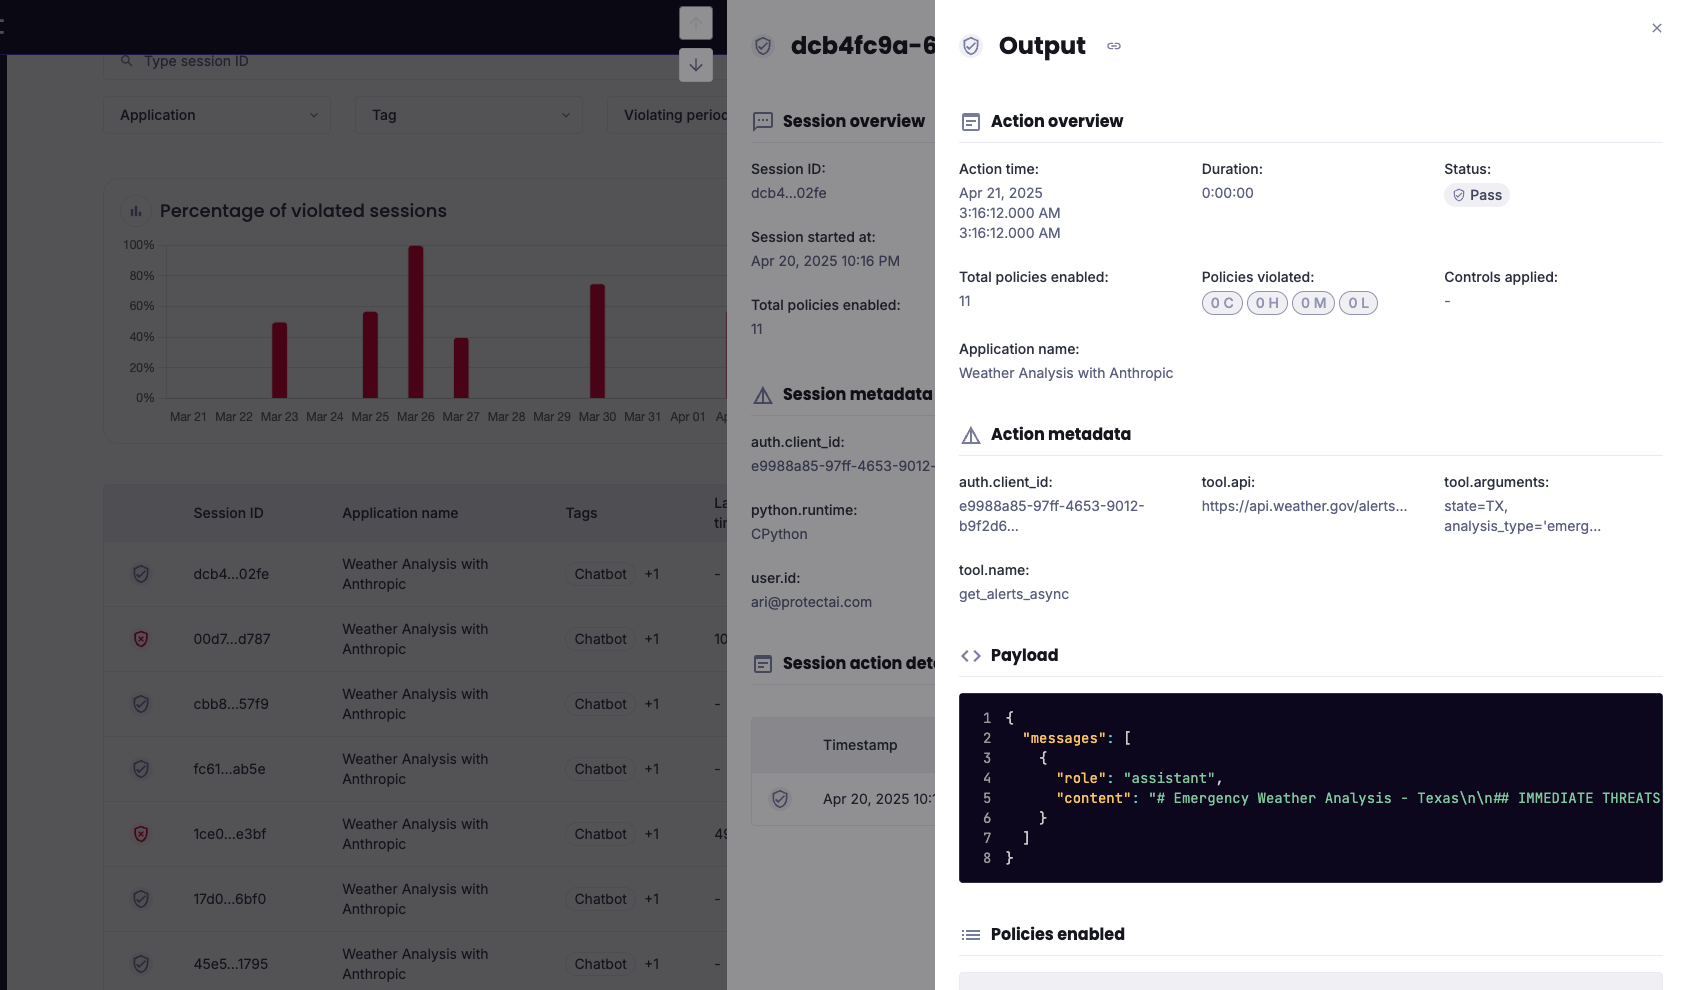 Type session ID
Application
Tag
Violating period
Percentage of violated sessions
100%
80%
60%
40%
20%
0%
Mar 21 Mar 22 Mar 23 Mar 24 Mar 25 Mar 26 Mar 27 Mar 28 Mar 29 Mar 30 Mar 31 Apr 01
Session ID Application name Tags
dcb4...02fe Weather Analysis with Anthropic Chatbot +1 -
00d7...d787 Weather Analysis with Anthropic Chatbot +1 10
cbb8...57f9 Weather Analysis with Anthropic Chatbot +1 -
fc61...ab5e Weather Analysis with Anthropic Chatbot +1 -
1ce0...e3bf Weather Analysis with Anthropic Chatbot +1 49
17d0...6bf0 Weather Analysis with Anthropic Chatbot +1 -
45e5...1795 Weather Analysis with Anthropic Chatbot +1 -
dcb4fc9a-6
Session overview
Session ID:
dcb4...02fe
Session started at:
Apr 20, 2025 10:16 PM
Total policies enabled:
11
Session metadata
auth.client_id:
e9988a85-97ff-4653-9012-
python.runtime:
CPython
user.id:
ari@protectai.com
Session action det
Timestamp
Apr 20, 2025 10:1
Output
Action overview
Action time:
Apr 21, 2025
3:16:12.000 AM
3:16:12.000 AM
Duration:
0:00:00
Status:
Pass
Total policies enabled:
11
Policies violated:
0 C 0 H 0 M 0 L
Controls applied:
-
Application name:
Weather Analysis with Anthropic
Action metadata
auth.client_id:
e9988a85-97ff-4653-9012-
b9f2d6...
tool.api:
https://api.weather.gov/alerts...
tool.arguments:
state=TX,
analysis_type='emerg...
tool.name:
get_alerts_async
Payload
1 {
2 "messages": [
3 {
4 "role": "assistant",
5 "content": "# Emergency Weather Analysis - Texas\n\n## IMMEDIATE THREATS
6 }
7 ]
8 }
Policies enabled